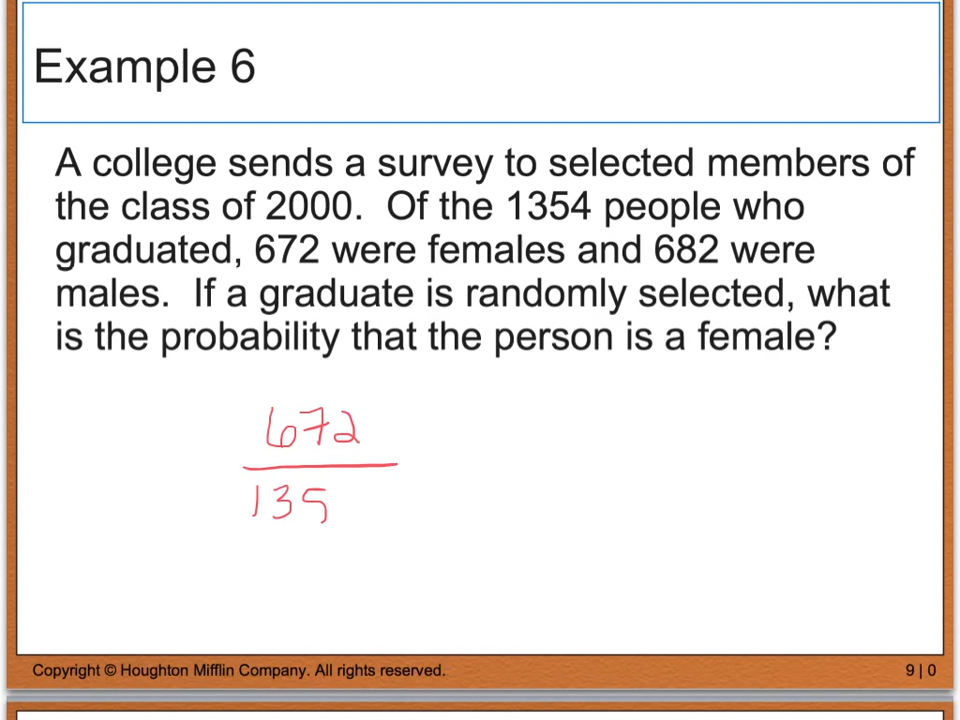 Example 6
A college sends a survey to selected members of
the class of 2000.  Of the 1354 people who
graduated, 672 were females and 682 were
males.  If a graduate is randomly selected, what
is the probability that the person is a female?
672
135
Copyright © Houghton Mifflin Company. All rights reserved.
9 | 0